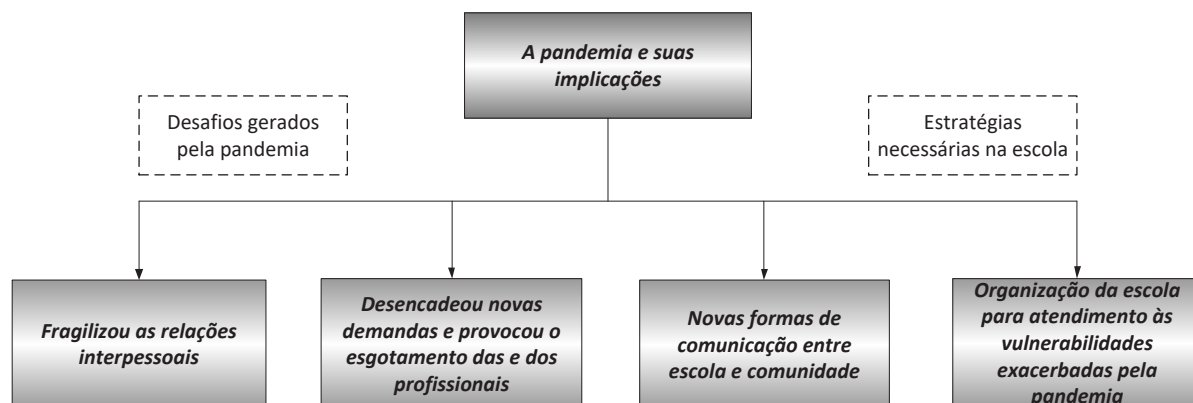 A pandemia e suas
implicações
Desafios gerados
pela pandemia
Estratégias
necessárias na escola
Fragilizou as relações
interpessoais
Desencadeou novas
demandas e provocou o
esgotamento das e dos
profissionais
Novas formas de
comunicação entre
escola e comunidade
Organização da escola
para atendimento às
vulnerabilidades
exacerbadas pela
pandemia